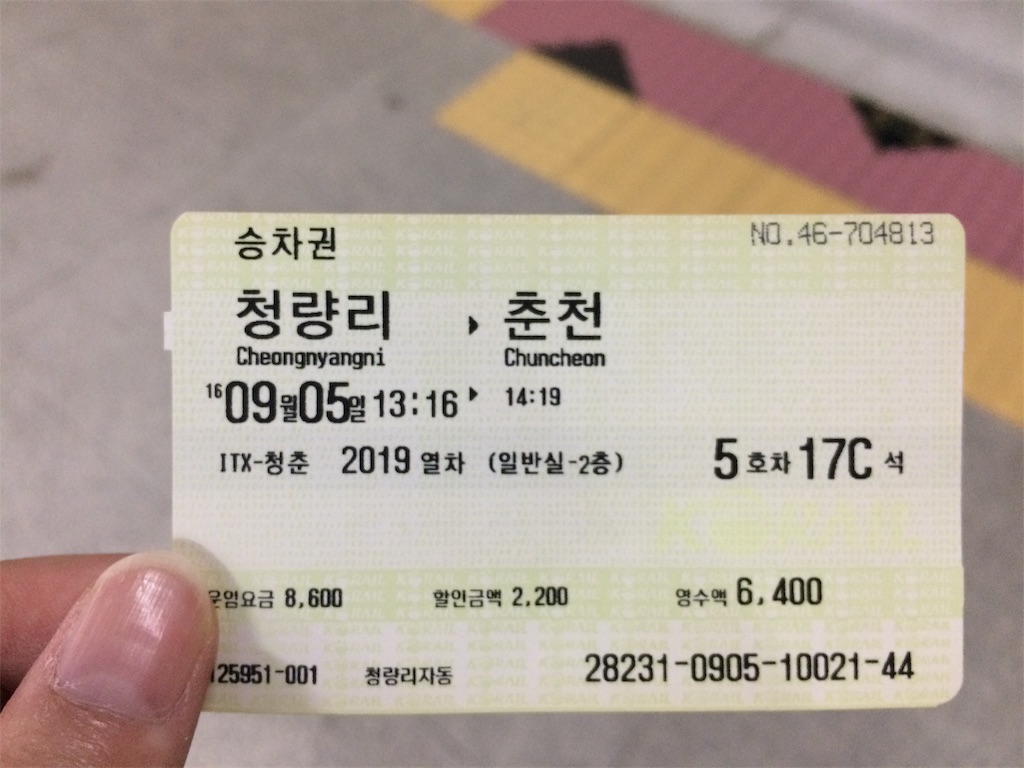 승차권 NO.46-704813
청량리 ▶ 춘천
Cheongnyangni Chuncheon
16 09월05일 13:16 ▶ 14:19
ITX-청춘 2019 열차 (일반실-2층) 5 호차 17C 석
운임요금 8,600 할인금액 2,200 영수액 6,400
25951-001 청량리자동 28231-0905-10021-44
KORAIL